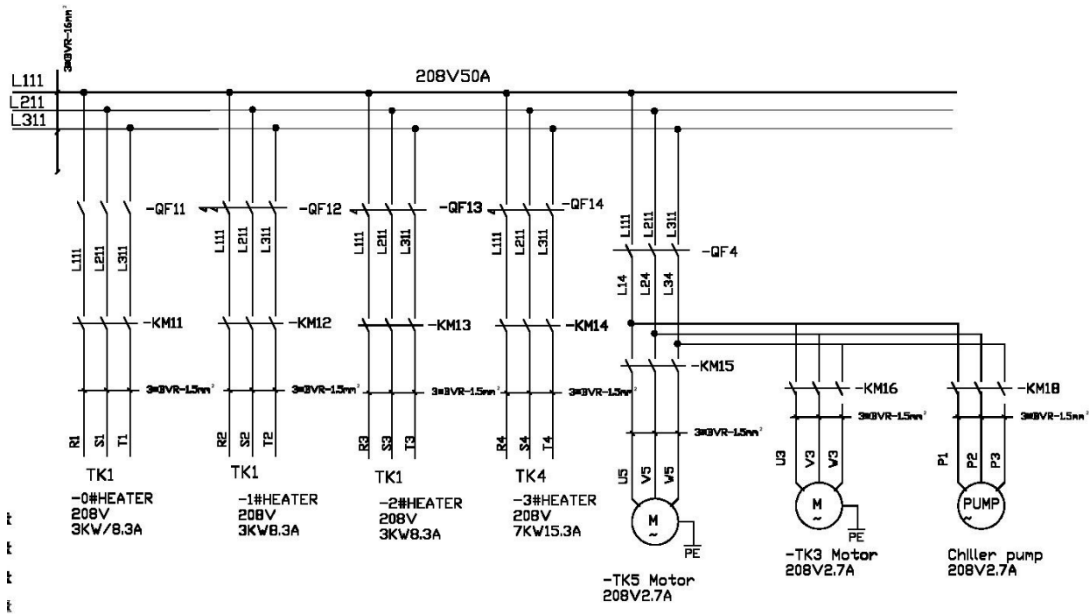 3*BVR-16mm²
208V50A
L111
L211
L311
-QF11
-QF12
-QF13
-QF14
L111
L211
L311
L111
L211
L311
L111
L211
L311
L111
L211
L311
L111
L211
L311
-QF4
L14
L24
L34
-KM11
-KM12
-KM13
-KM14
-KM15
-KM16
-KM18
3*BVR-1.5mm²
3*BVR-1.5mm²
3*BVR-1.5mm²
3*BVR-1.5mm²
3*BVR-1.5mm²
3*BVR-1.5mm²
3*BVR-1.5mm²
R1
S1
T1
R2
S2
T2
R3
S3
T3
R4
S4
T4
U5
V5
W5
U3
V3
W3
P1
P2
P3
TK1
-0#HEATER
208V
3KW/8.3A
TK1
-1#HEATER
208V
3KW8.3A
TK1
-2#HEATER
208V
3KW8.3A
TK4
-3#HEATER
208V
7KW15.3A
M
~
PE
-TK5 Motor
208V2.7A
M
~
PE
-TK3 Motor
208V2.7A
PUMP
~
Chiller pump
208V2.7A